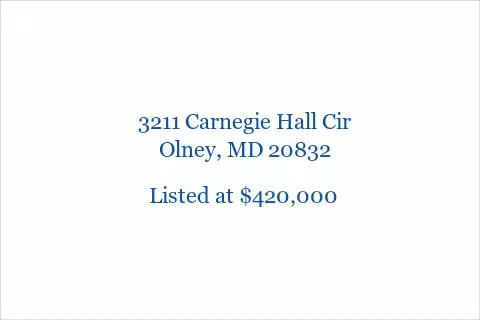 3211 Carnegie Hall Cir
Olney, MD 20832
Listed at $420,000